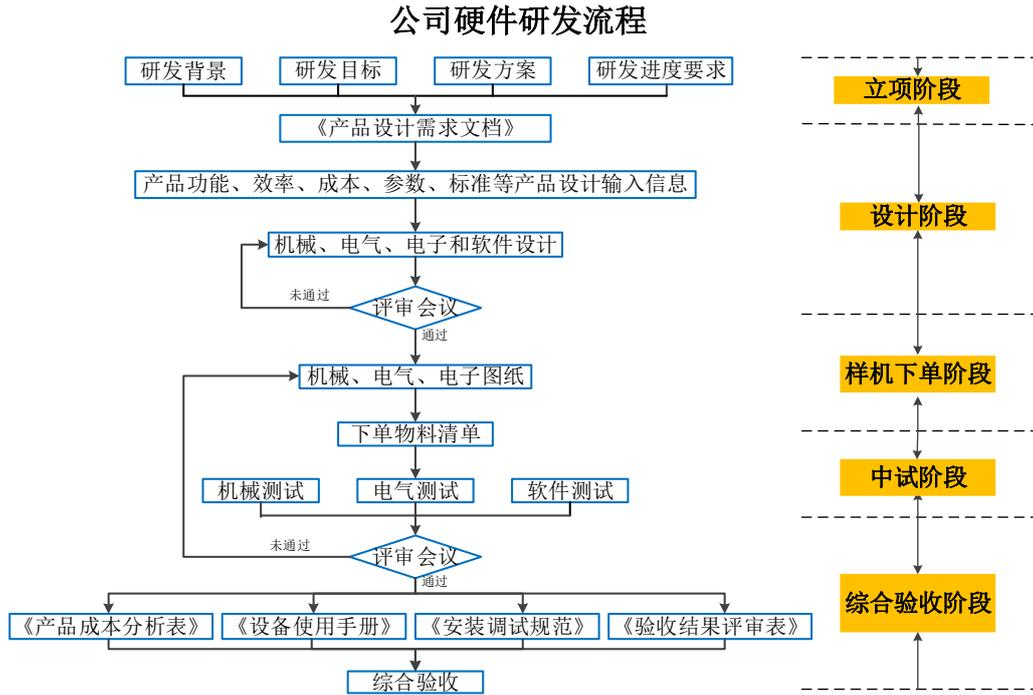 公司硬件研发流程
研发背景
研发目标
研发方案
研发进度要求
立项阶段
《产品设计需求文档》
产品功能、效率、成本、参数、标准等产品设计输入信息
设计阶段
机械、电气、电子和软件设计
未通过
评审会议
通过
机械、电气、电子图纸
样机下单阶段
下单物料清单
中试阶段
机械测试
电气测试
软件测试
未通过
评审会议
通过
综合验收阶段
《产品成本分析表》
《设备使用手册》
《安装调试规范》
《验收结果评审表》
综合验收